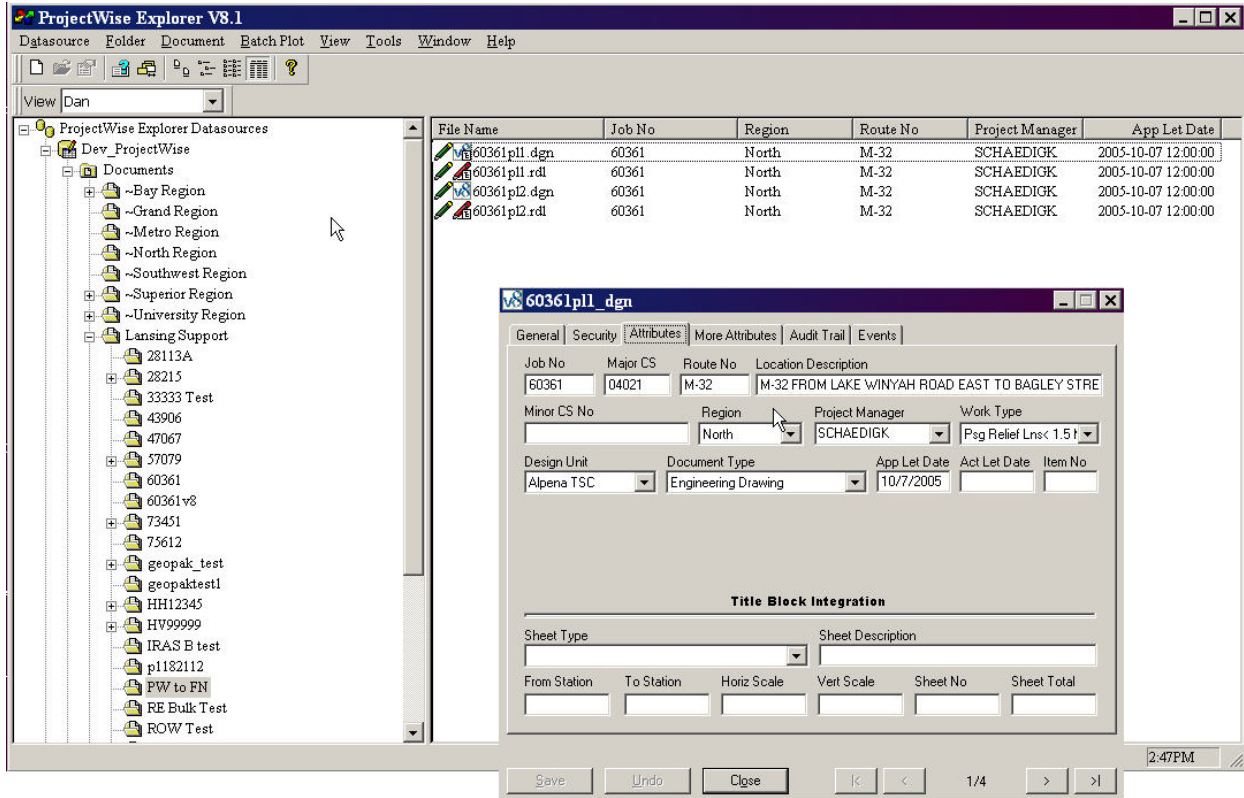 ProjectWise Explorer V8.1
Datasource Folder Document Batch Plot View Tools Window Help
View Dan
ProjectWise Explorer Datasources
Dev_ProjectWise
Documents
~Bay Region
~Grand Region
~Metro Region
~North Region
~Southwest Region
~Superior Region
~University Region
Lansing Support
28113A
28215
33333 Test
43906
47067
57079
60361
60361v8
73451
75612
geopak_test
geopaktest1
HH12345
HV99999
IRAS B test
p1182112
PW to FN
RE Bulk Test
ROW Test
File Name Job No Region Route No Project Manager App Let Date
60361pl1.dgn 60361 North M-32 SCHAEDIGK 2005-10-07 12:00:00
60361pl1.rdl 60361 North M-32 SCHAEDIGK 2005-10-07 12:00:00
60361pl2.dgn 60361 North M-32 SCHAEDIGK 2005-10-07 12:00:00
60361pl2.rdl 60361 North M-32 SCHAEDIGK 2005-10-07 12:00:00
v8 60361pl1_dgn
General Security Attributes More Attributes Audit Trail Events
Job No Major CS Route No Location Description
60361 04021 M-32 M-32 FROM LAKE WINYAH ROAD EAST TO BAGLEY STRE
Minor CS No Region Project Manager Work Type
North SCHAEDIGK Psg Relief Lns< 1.5
Design Unit Document Type App Let Date Act Let Date Item No
Alpena TSC Engineering Drawing 10/7/2005
Title Block Integration
Sheet Type Sheet Description
From Station To Station Horiz Scale Vert Scale Sheet No Sheet Total
Save Undo Close 1/4
2:47PM